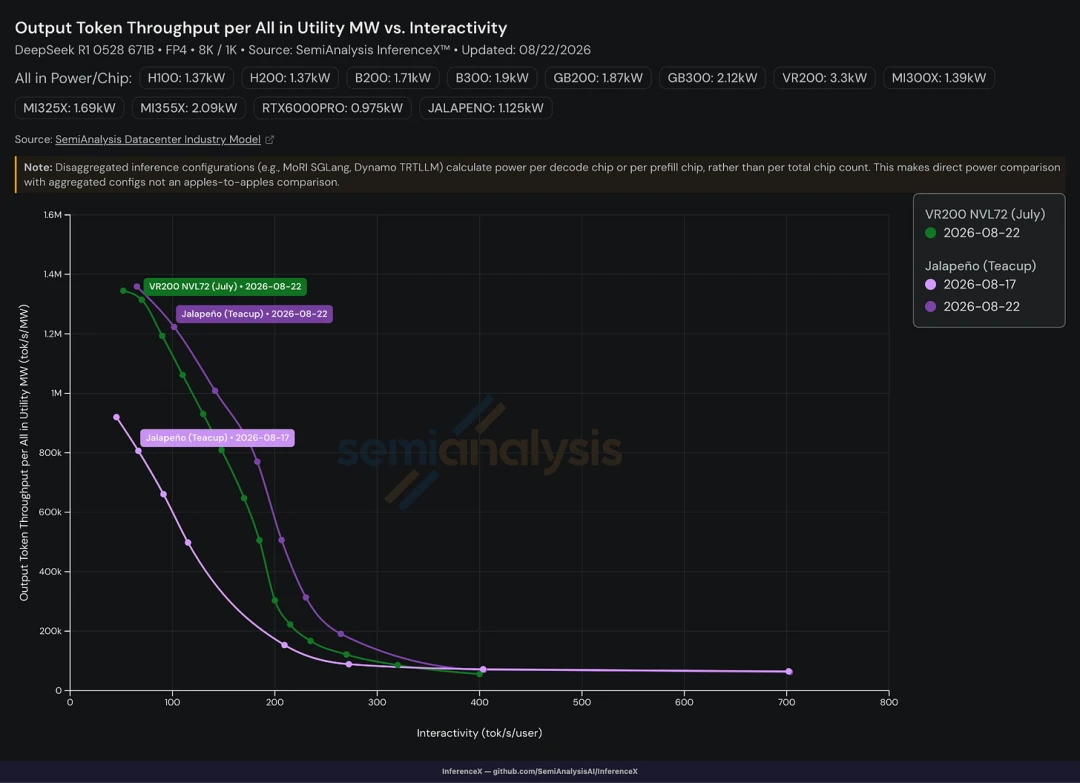 Output Token Throughput per All in Utility MW vs. Interactivity
DeepSeek R1 0528 671B • FP4 • 8K / 1K • Source: SemiAnalysis InferenceX™ • Updated: 08/22/2026
All in Power/Chip: H100: 1.37kW H200: 1.37kW B200: 1.71kW B300: 1.9kW GB200: 1.87kW GB300: 2.12kW VR200: 3.3kW MI300X: 1.39kW
MI325X: 1.69kW MI355X: 2.09kW RTX6000PRO: 0.975kW JALAPENO: 1.125kW
Source: SemiAnalysis Datacenter Industry Model
Note: Disaggregated inference configurations (e.g., MoRI SGLang, Dynamo TRTLLM) calculate power per decode chip or per prefill chip, rather than per total chip count. This makes direct power comparison
with aggregated configs not an apples-to-apples comparison.
VR200 NVL72 (July)
2026-08-22
Jalapeño (Teacup)
2026-08-17
2026-08-22
Output Token Throughput per All in Utility MW (tok/s/MW)
1.6M
1.4M
1.2M
1M
800k
600k
400k
200k
0
VR200 NVL72 (July) • 2026-08-22
Jalapeño (Teacup) • 2026-08-22
Jalapeño (Teacup) • 2026-08-17
semianalysis
0 100 200 300 400 500 600 700 800
Interactivity (tok/s/user)
InferenceX — github.com/SemiAnalysisAI/InferenceX